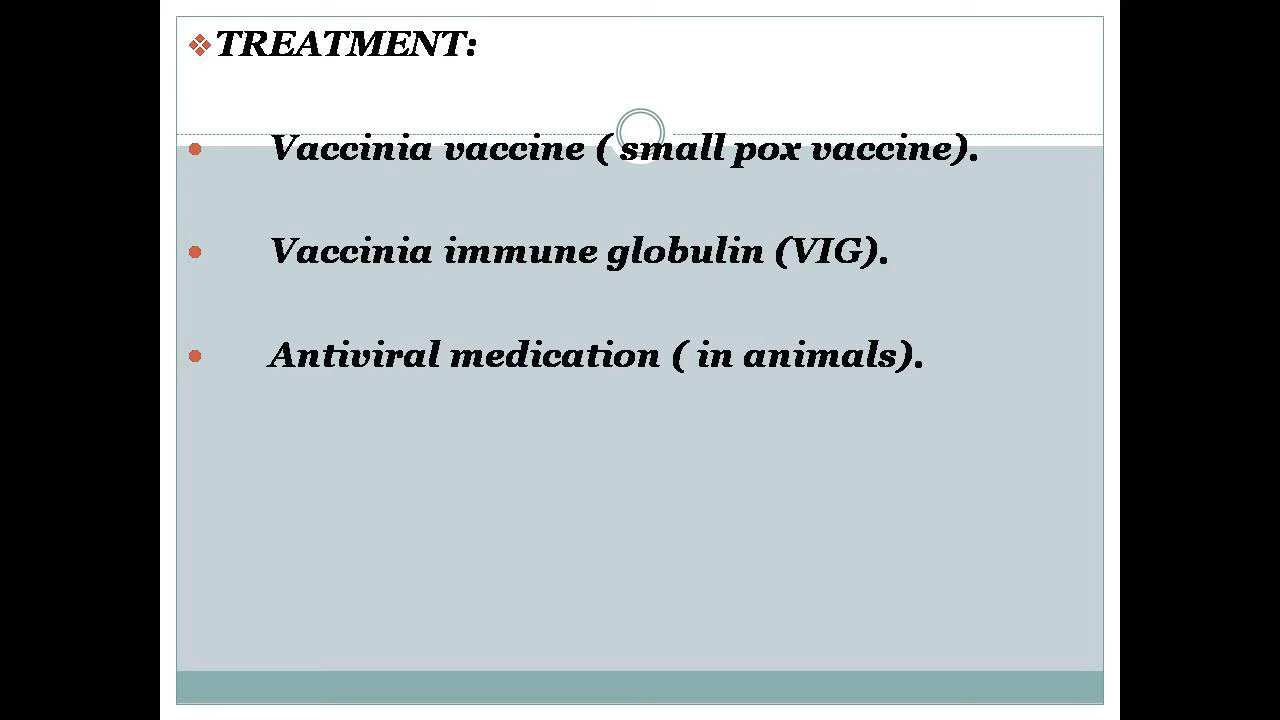 TREATMENT:
Vaccinia vaccine ( small pox vaccine).
Vaccinia immune globulin (VIG).
Antiviral medication ( in animals).